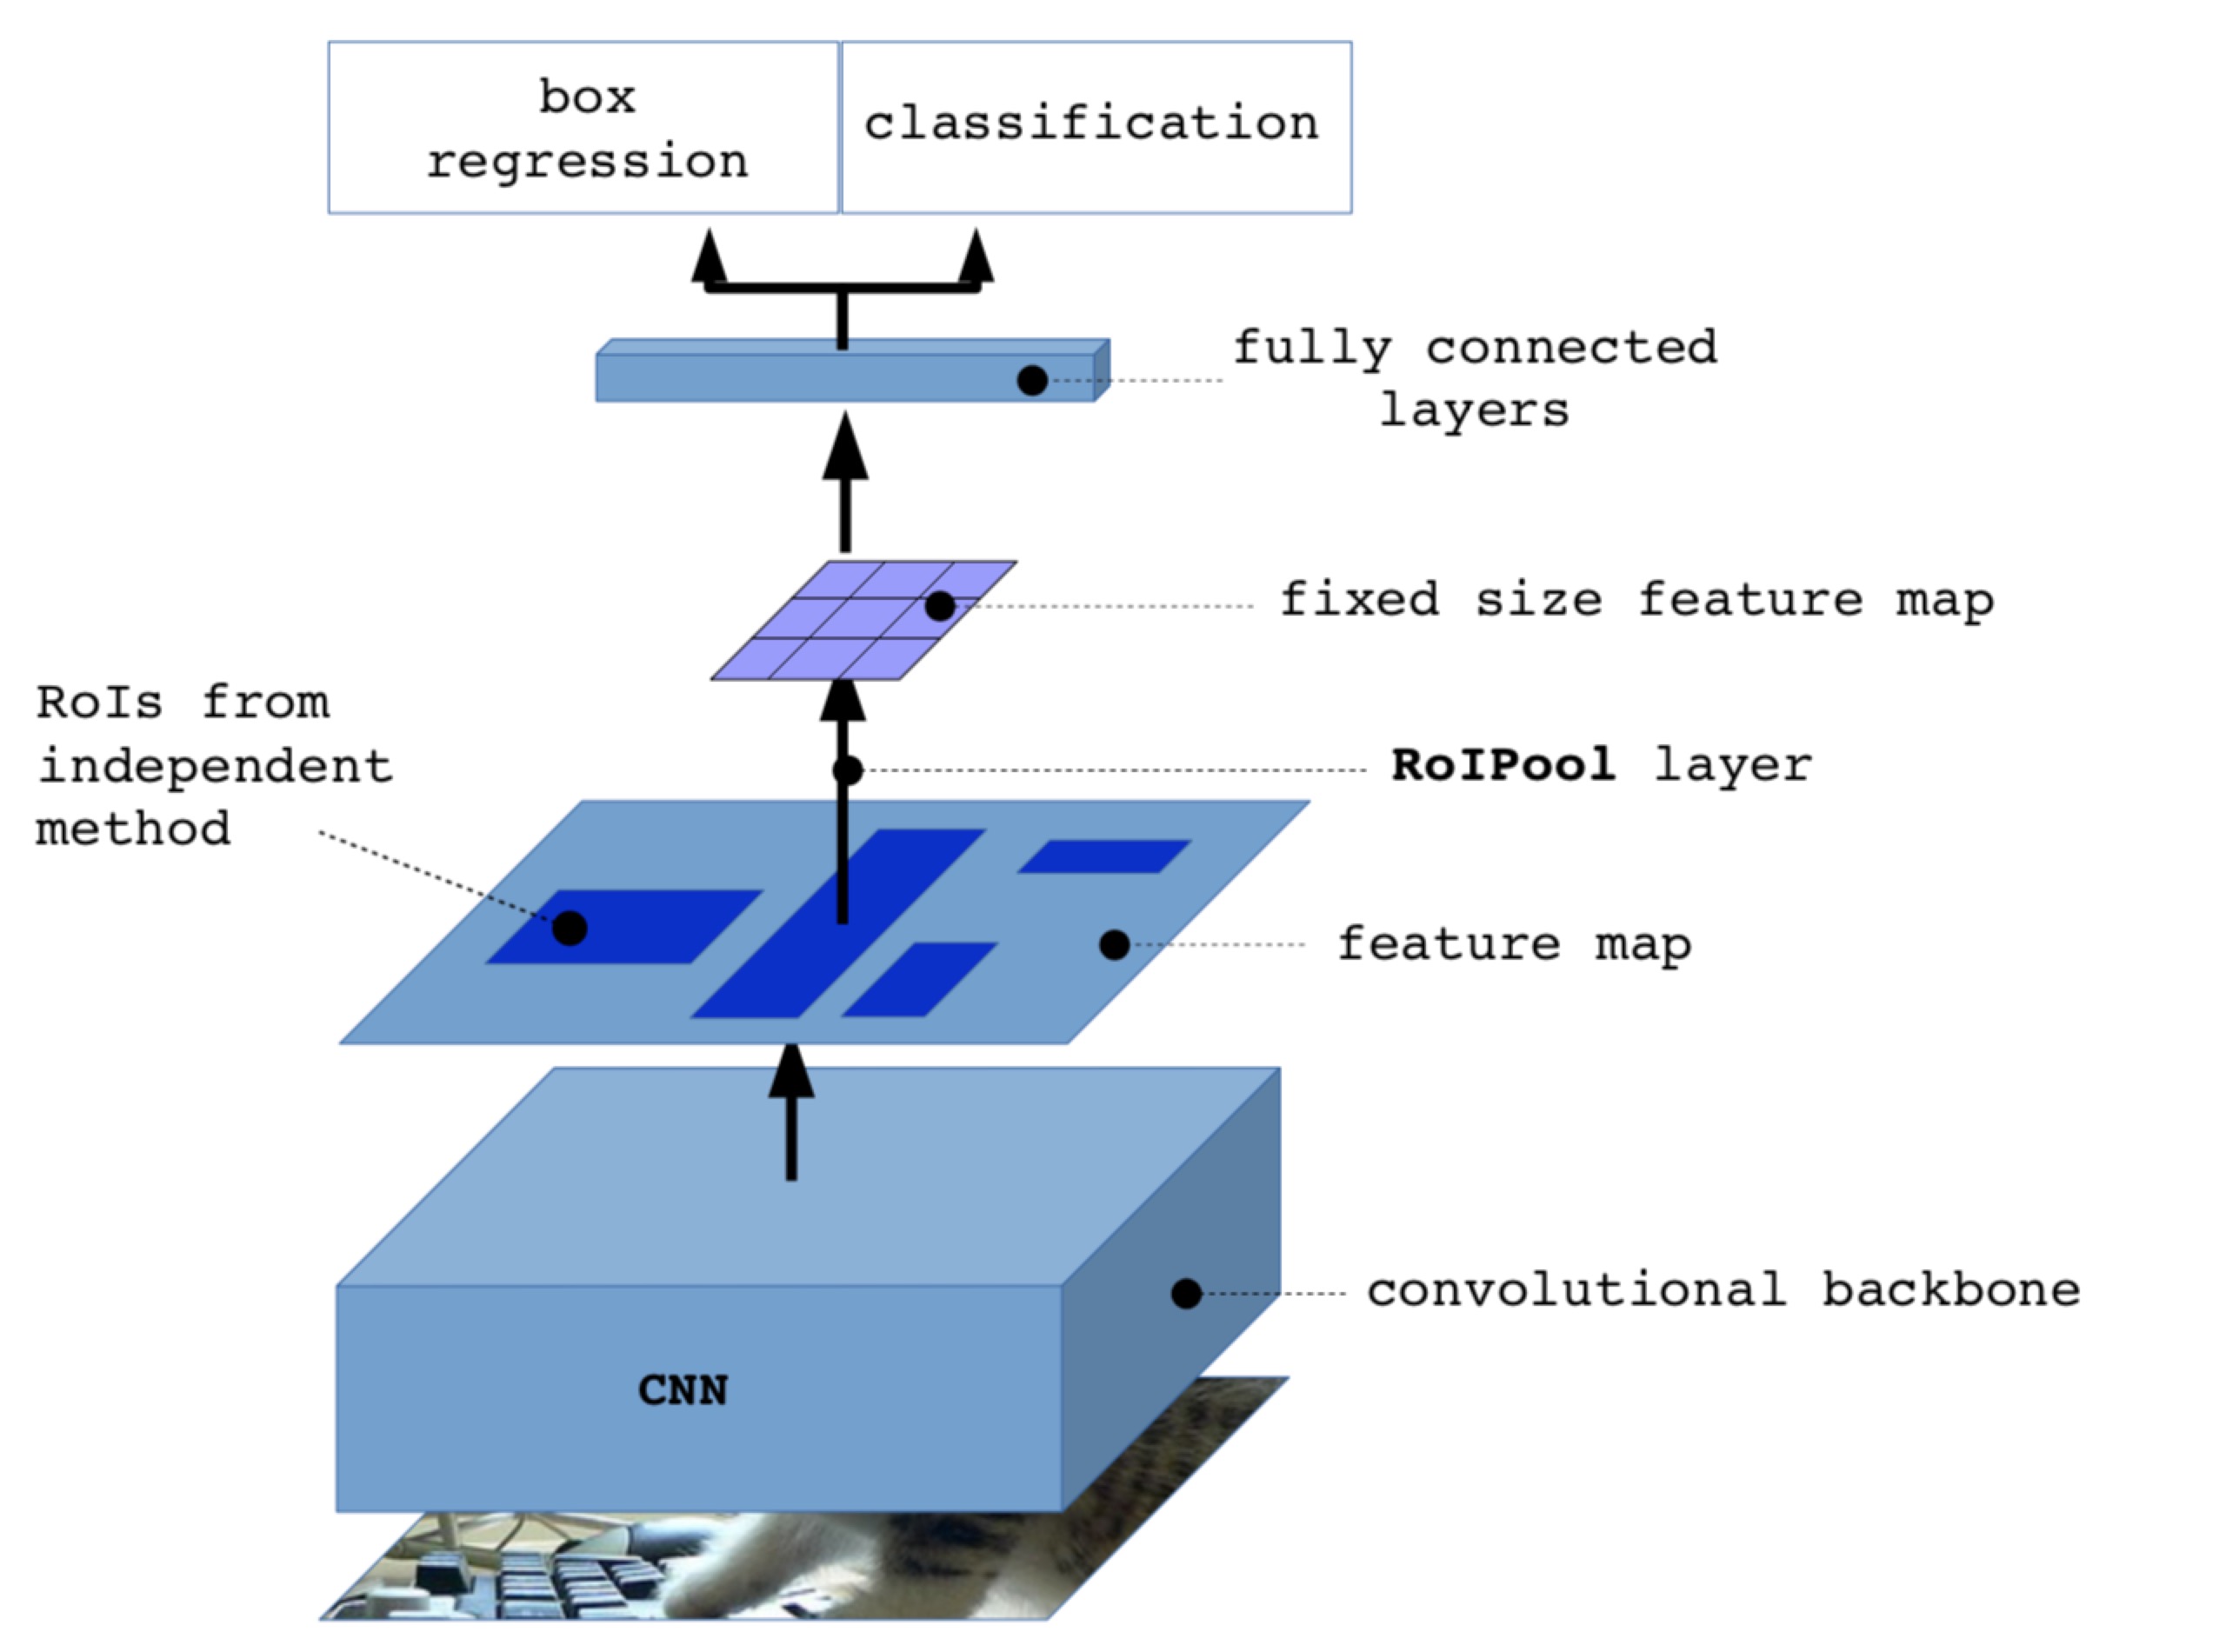 box
regression
classification
fully connected
layers
fixed size feature map
RoIs from
independent
method
RoIPool layer
feature map
convolutional backbone
CNN